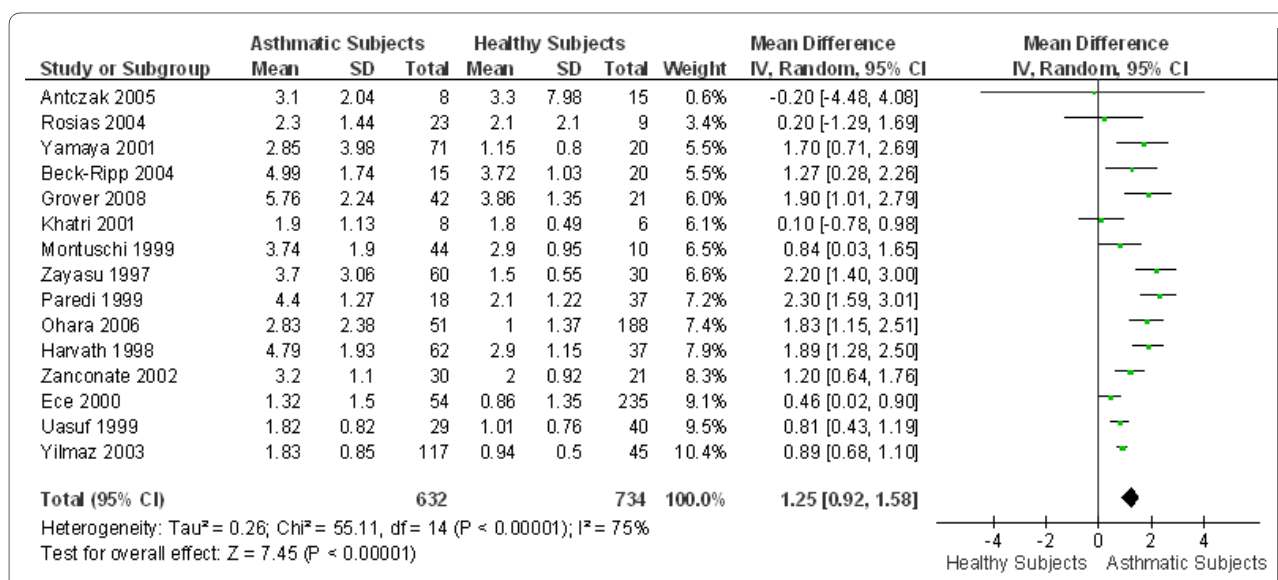 Asthmatic Subjects Healthy Subjects Mean Difference Mean Difference
Study or Subgroup Mean SD Total Mean SD Total Weight IV, Random, 95% CI IV, Random, 95% CI
Antczak 2005 3.1 2.04 8 3.3 7.98 15 0.6% -0.20 [-4.48, 4.08]
Rosias 2004 2.3 1.44 23 2.1 2.1 9 3.4% 0.20 [-1.29, 1.69]
Yamaya 2001 2.85 3.98 71 1.15 0.8 20 5.5% 1.70 [0.71, 2.69]
Beck-Ripp 2004 4.99 1.74 15 3.72 1.03 20 5.5% 1.27 [0.28, 2.26]
Grover 2008 5.76 2.24 42 3.86 1.35 21 6.0% 1.90 [1.01, 2.79]
Khatri 2001 1.9 1.13 8 1.8 0.49 6 6.1% 0.10 [-0.78, 0.98]
Montuschi 1999 3.74 1.9 44 2.9 0.95 10 6.5% 0.84 [0.03, 1.65]
Zayasu 1997 3.7 3.06 60 1.5 0.55 30 6.6% 2.20 [1.40, 3.00]
Paredi 1999 4.4 1.27 18 2.1 1.22 37 7.2% 2.30 [1.59, 3.01]
Ohara 2006 2.83 2.38 51 1 1.37 188 7.4% 1.83 [1.15, 2.51]
Harvath 1998 4.79 1.93 62 2.9 1.15 37 7.9% 1.89 [1.28, 2.50]
Zanconate 2002 3.2 1.1 30 2 0.92 21 8.3% 1.20 [0.64, 1.76]
Ece 2000 1.32 1.5 54 0.86 1.35 235 9.1% 0.46 [0.02, 0.90]
Uasuf 1999 1.82 0.82 29 1.01 0.76 40 9.5% 0.81 [0.43, 1.19]
Yilmaz 2003 1.83 0.85 117 0.94 0.5 45 10.4% 0.89 [0.68, 1.10]
Total (95% CI) 632 734 100.0% 1.25 [0.92, 1.58]
Heterogeneity: Tau² = 0.26; Chi² = 55.11, df = 14 (P < 0.00001); I² = 75%
Test for overall effect: Z = 7.45 (P < 0.00001)
-4 -2 0 2 4
Healthy Subjects Asthmatic Subjects